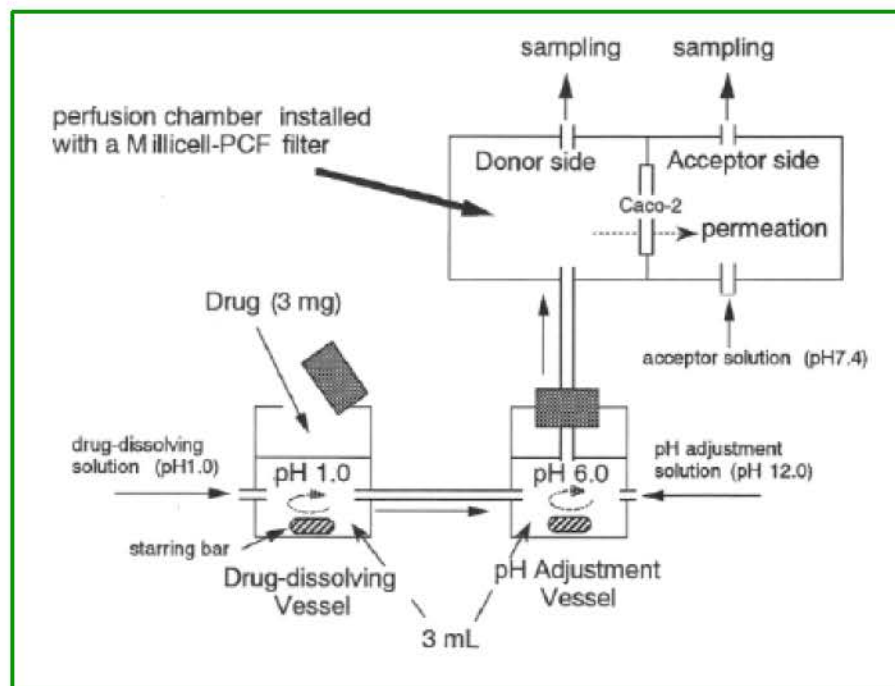 sampling
sampling
perfusion chamber installed
with a Millicell-PCF filter
Donor side
Acceptor side
Caco-2
permeation
Drug (3 mg)
acceptor solution (pH7.4)
drug-dissolving
solution (pH1.0)
pH 1.0
pH 6.0
pH adjustment
solution (pH 12.0)
starring bar
Drug-dissolving
Vessel
pH Adjustment
Vessel
3 mL